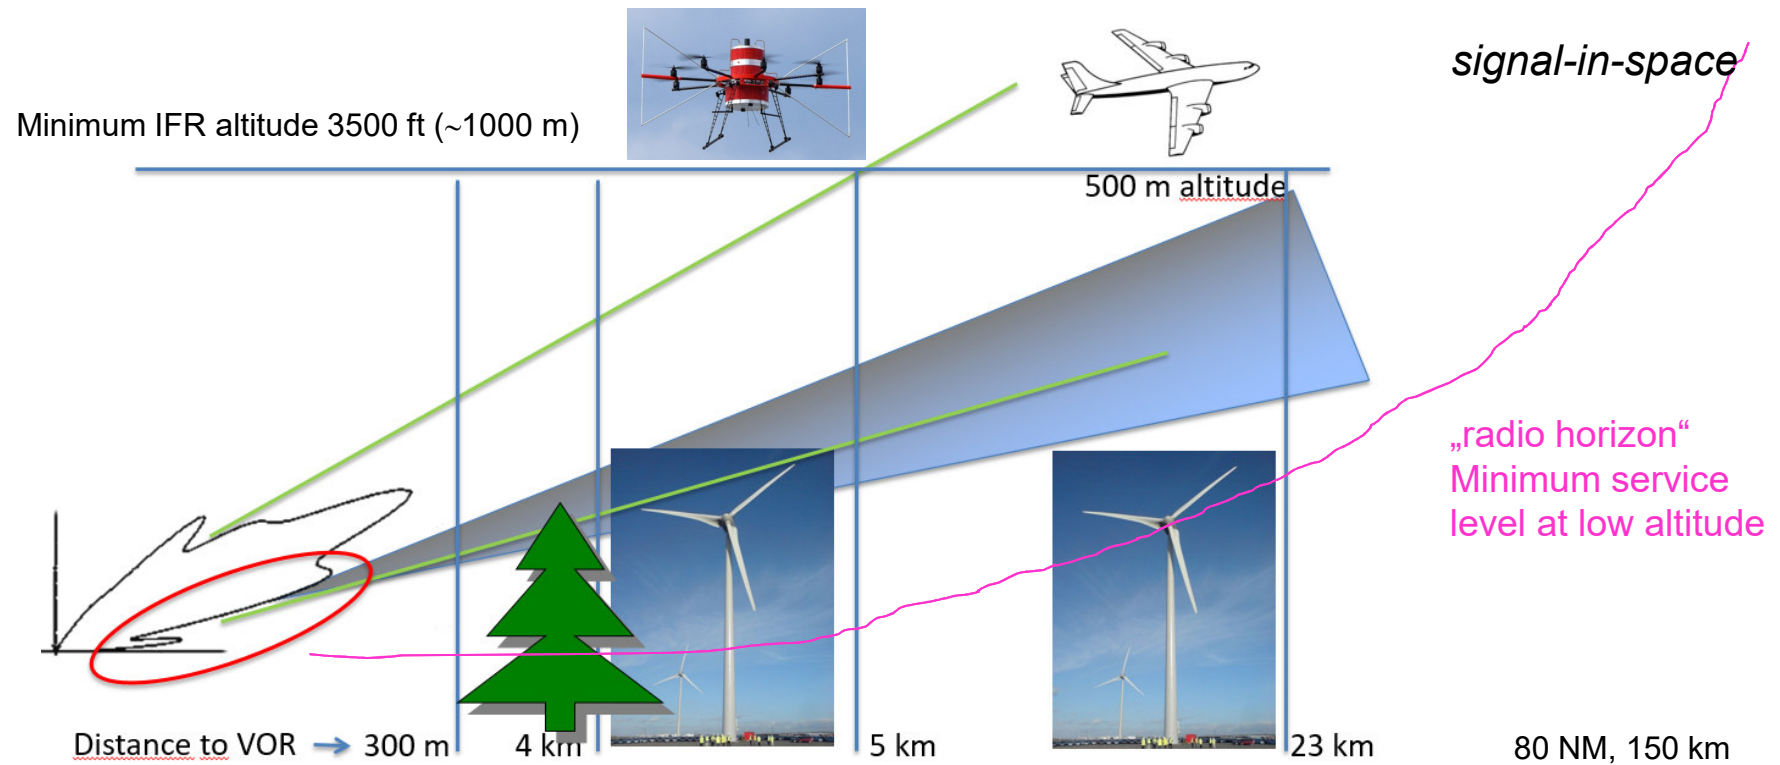 signal-in-space
Minimum IFR altitude 3500 ft (~1000 m)
500 m altitude
„radio horizon“
Minimum service
level at low altitude
Distance to VOR → 300 m
4 km
5 km
23 km
80 NM, 150 km